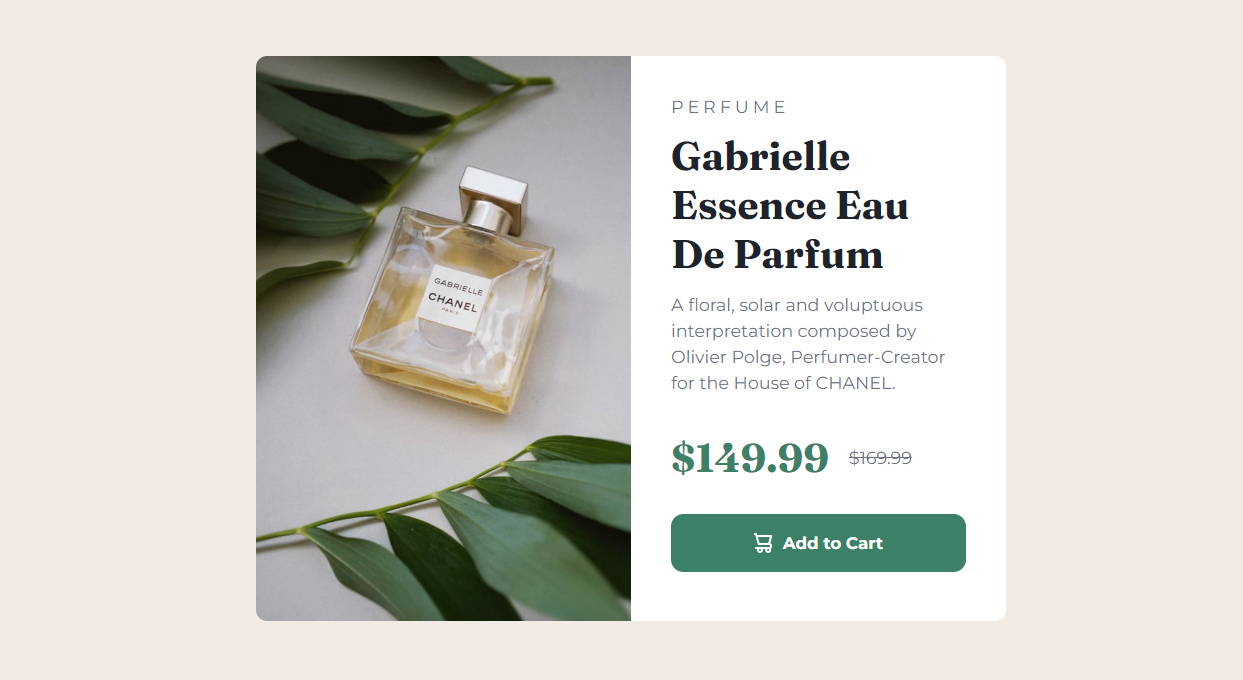 GABRIELLE
CHANEL
PARIS
PERFUME
Gabrielle
Essence Eau
De Parfum
A floral, solar and voluptuous
interpretation composed by
Olivier Polge, Perfumer-Creator
for the House of CHANEL.
$149.99 $169.99
Add to Cart